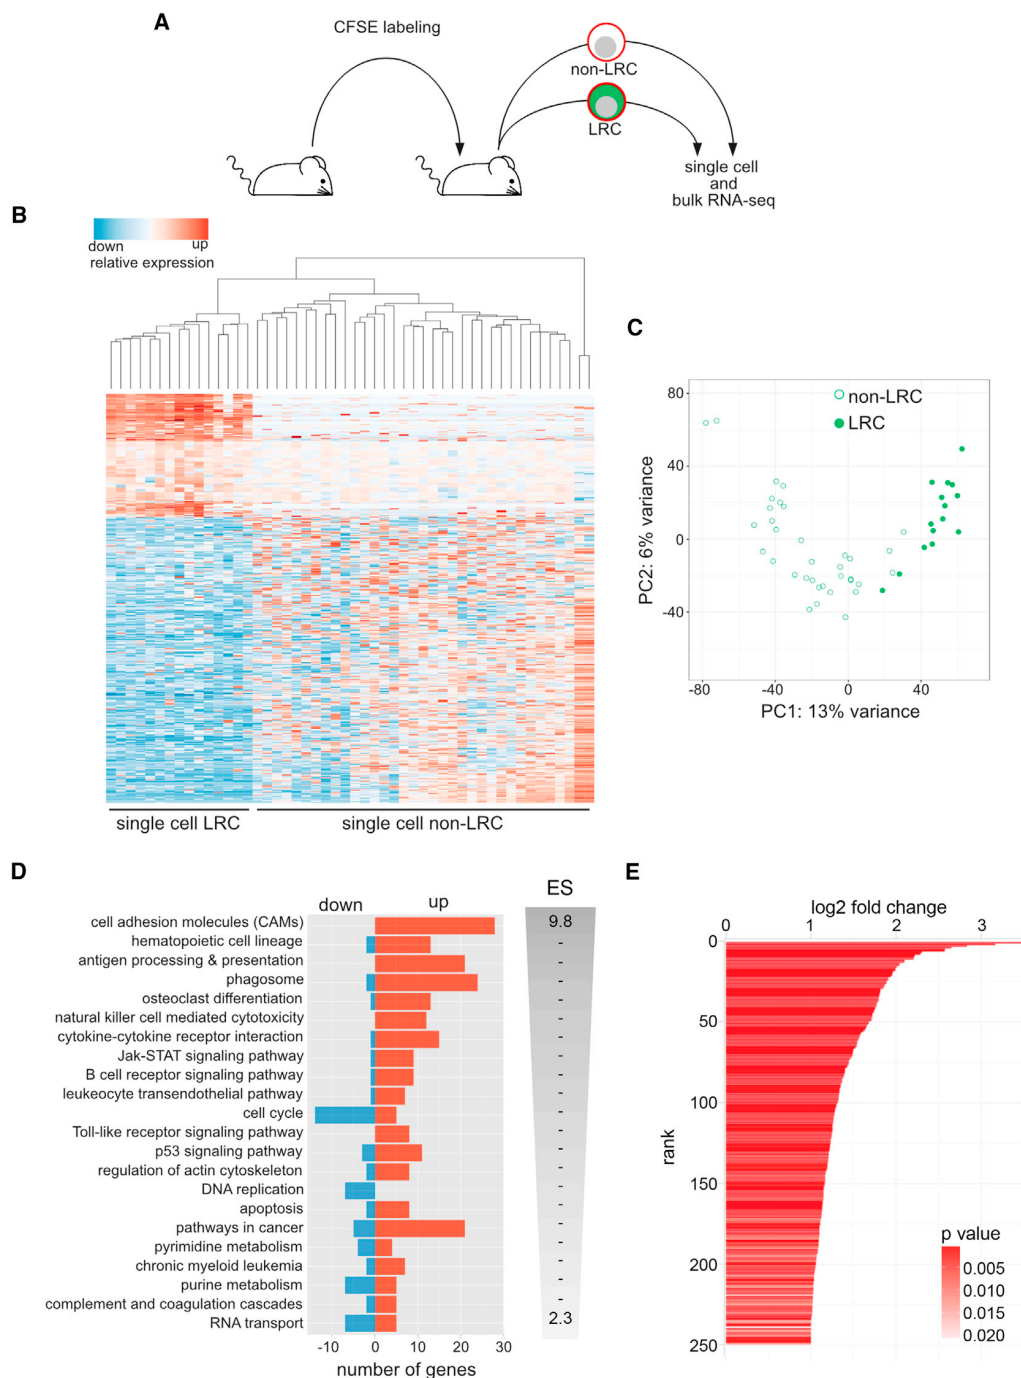 A
CFSE labeling
non-LRC
LRC
single cell
and
bulk RNA-seq
B
down
up
relative expression
single cell LRC
single cell non-LRC
C
non-LRC
LRC
80
40
0
-40
-80
-40
0
40
PC2: 6% variance
PC1: 13% variance
D
down
up
ES
cell adhesion molecules (CAMs)
9.8
hematopoietic cell lineage
-
antigen processing & presentation
-
phagosome
-
osteoclast differentiation
-
natural killer cell mediated cytotoxicity
-
cytokine-cytokine receptor interaction
-
Jak-STAT signaling pathway
-
B cell receptor signaling pathway
-
leukeocyte transendothelial pathway
-
cell cycle
-
Toll-like receptor signaling pathway
-
p53 signaling pathway
-
regulation of actin cytoskeleton
-
DNA replication
-
apoptosis
-
pathways in cancer
-
pyrimidine metabolism
-
chronic myeloid leukemia
-
purine metabolism
-
complement and coagulation cascades
-
RNA transport
2.3
-10
0
10
20
30
number of genes
E
log2 fold change
0
1
2
3
0
50
100
150
200
250
rank
p value
0.005
0.010
0.015
0.020